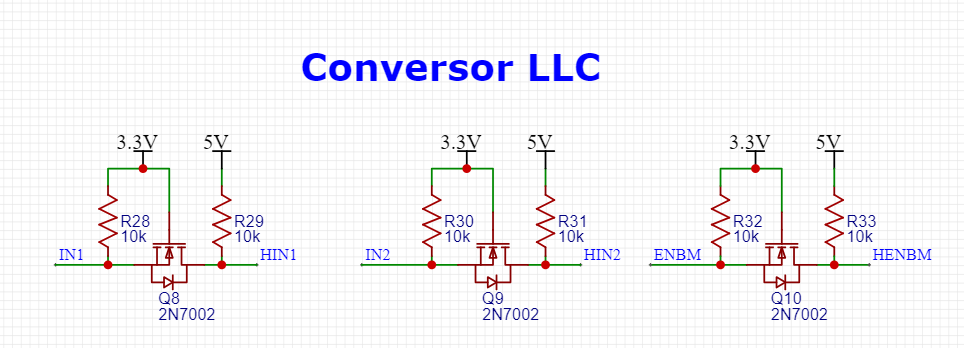 Conversor LLC
3.3V 5V 3.3V 5V 3.3V 5V
R28 R29 R30 R31 R32 R33
10k 10k 10k 10k 10k 10k
IN1 HIN1 IN2 HIN2 ENBM HENBM
Q8 Q9 Q10
2N7002 2N7002 2N7002